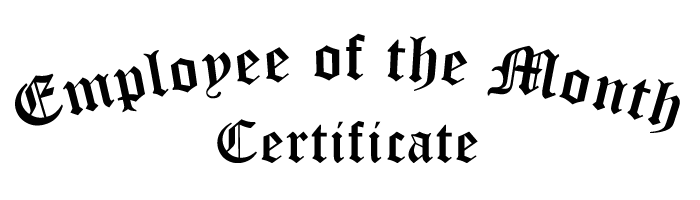 Employee of the Month
Certificate